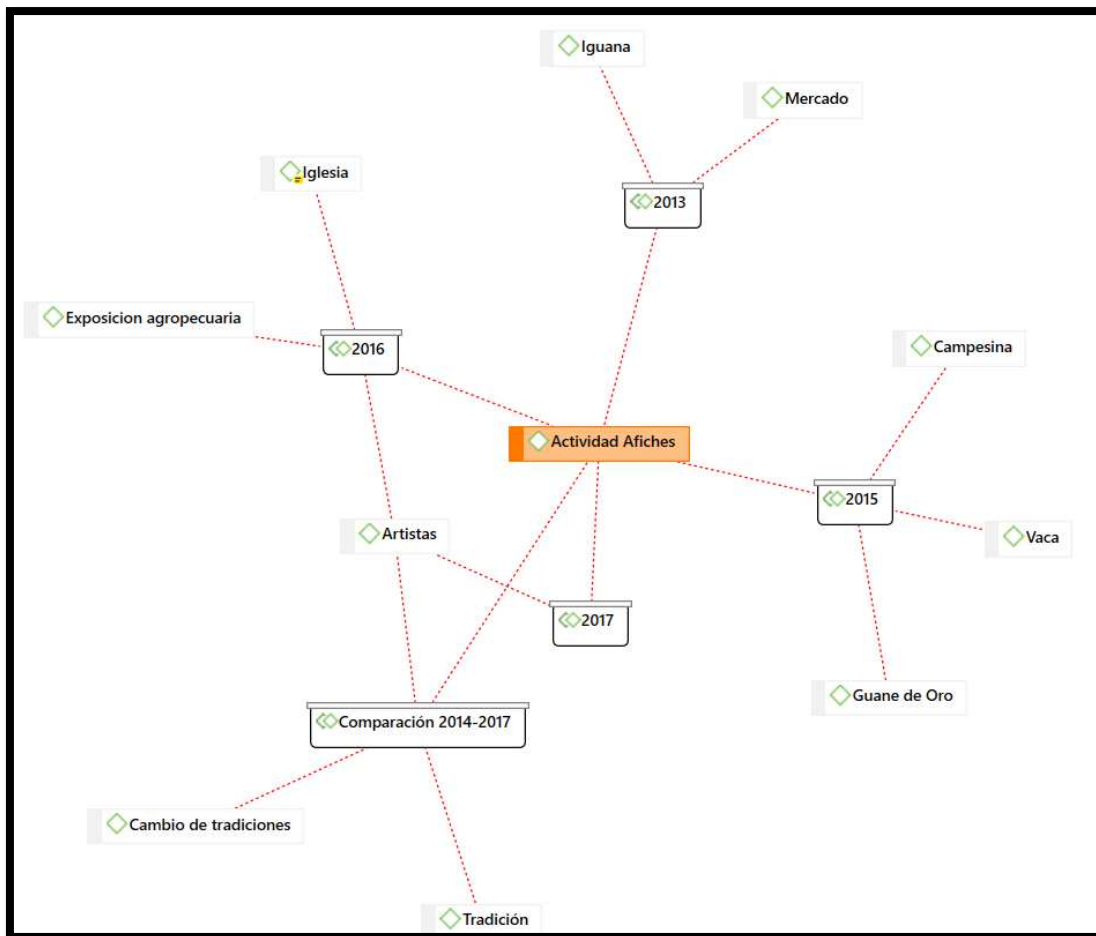 Iguana
Mercado
Iglesia
2013
Exposicion agropecuaria
2016
Campesina
Actividad Afiches
2015
Artistas
Vaca
2017
Guane de Oro
Comparación 2014-2017
Cambio de tradiciones
Tradición